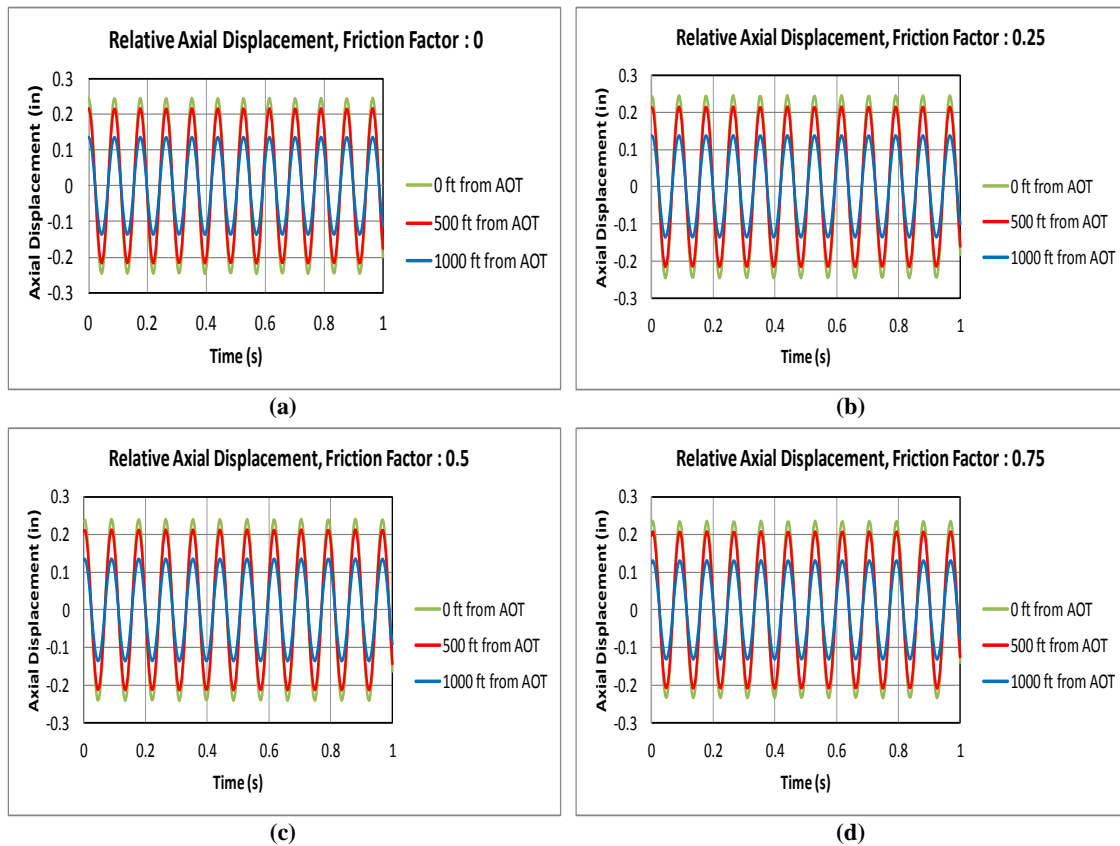 Relative Axial Displacement, Friction Factor : 0
Axial Displacement (in)
0.3
0.2
0.1
0
-0.1
-0.2
-0.3
0 0.2 0.4 0.6 0.8 1
Time (s)
0 ft from AOT
500 ft from AOT
1000 ft from AOT
(a)
Relative Axial Displacement, Friction Factor : 0.25
Axial Displacement (in)
0.3
0.2
0.1
0
-0.1
-0.2
-0.3
0 0.2 0.4 0.6 0.8 1
Time (s)
0 ft from AOT
500 ft from AOT
1000 ft from AOT
(b)
Relative Axial Displacement, Friction Factor : 0.5
Axial Displacement (in)
0.3
0.2
0.1
0
-0.1
-0.2
-0.3
0 0.2 0.4 0.6 0.8 1
Time (s)
0 ft from AOT
500 ft from AOT
1000 ft from AOT
(c)
Relative Axial Displacement, Friction Factor : 0.75
Axial Displacement (in)
0.3
0.2
0.1
0
-0.1
-0.2
-0.3
0 0.2 0.4 0.6 0.8 1
Time (s)
0 ft from AOT
500 ft from AOT
1000 ft from AOT
(d)